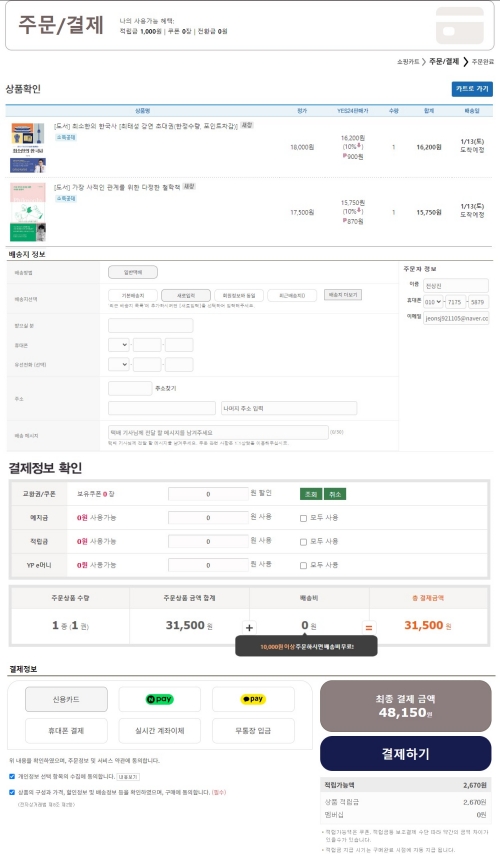 주문/결제
나의 사용가능 혜택:
적립금 1,000원 | 쿠폰 0장 | 전환금 0원
쇼핑카트 > 주문/결제 > 주문완료
상품확인
카트로 가기
상품명 정가 YES24판매가 수량 합계 배송일
[도서] 최소한의 한국사 [최태성 강연 초대권(한정수량, 포인트차감)] 새창
소득공제
18,000원
16,200원
(10%↓)
P900원
1
16,200원
1/13(토)
도착예정
최소한의 한국사
[도서] 가장 사적인 관계를 위한 다정한 철학책 새창
소득공제
17,500원
15,750원
(10%↓)
P870원
1
15,750원
1/13(토)
도착예정
배송지 정보
배송방법 일반택배
배송지선택 기본배송지 새로입력 회원정보와 동일 최근배송지() 배송지 더보기
받으실 분
휴대폰
유선전화 (선택)
주소 주소찾기
나머지 주소 입력
배송 메시지 택배 기사님께 전달 할 메시지를 남겨주세요 (0/50)
주문자 정보
이름 전상진
휴대폰 010 - 7175 - 5879
이메일 jeonsj921105@naver.cc
결제정보 확인
교환권/쿠폰 보유쿠폰 0 장 0 원 할인 조회 취소
예치금 0원 사용가능 0 원 사용 모두 사용
적립금 0원 사용가능 0 원 사용 모두 사용
YP e머니 0원 사용가능 0 원 사용 모두 사용
주문상품 수량 주문상품 금액 합계 배송비 총 결제금액
1 종 (1 권) 31,500 원 + 0 원 = 31,500 원
10,000원이상 주문하시면 배송비 무료!
결제정보
신용카드 N pay pay
휴대폰 결제 실시간 계좌이체 무통장 입금
최종 결제 금액
48,150원
결제하기
위 내용을 확인하였으며, 주문정보 및 서비스 약관에 동의합니다.
개인정보 선택 항목의 수집에 동의합니다. 내용보기
상품의 구성과 가격, 할인정보 및 배송정보 등을 확인하였으며, 구매에 동의합니다. (필수)
(전자상거래법 제8조 제2항)
적립가능액 2,670원
상품 적립금 2,670원
멤버십 0원